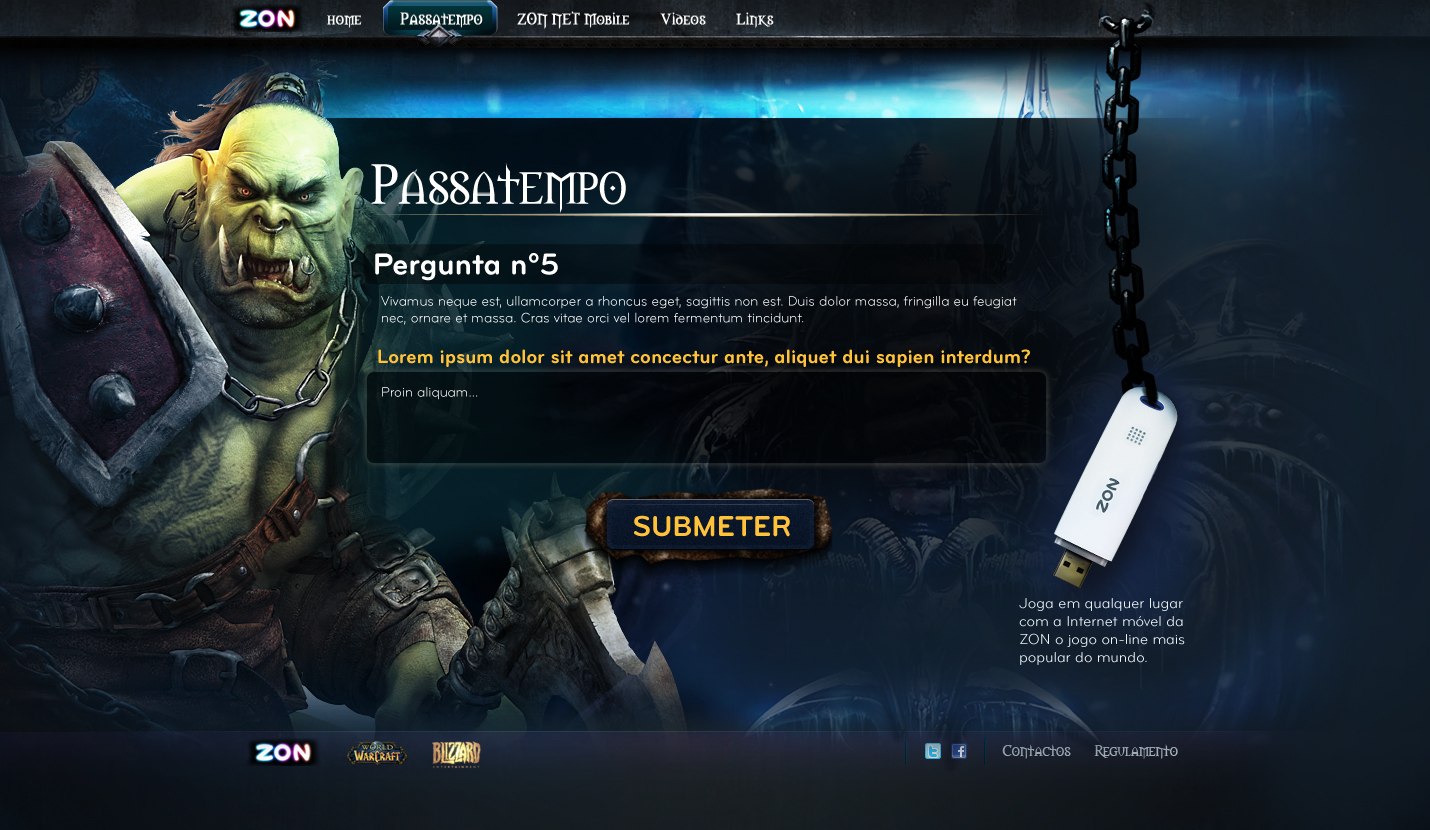 ZON
Home
Passatempo
ZON NET Mobile
Videos
Links
Passatempo
Pergunta nº5
Vivamus neque est, ullamcorper a rhoncus eget, sagittis non est. Duis dolor massa, fringilla eu feugiat
nec, ornare et massa. Cras vitae orci vel lorem fermentum tincidunt.
Lorem ipsum dolor sit amet concectur ante, aliquet dui sapien interdum?
Proin aliquam...
SUBMETER
ZON
Joga em qualquer lugar
com a Internet móvel da
ZON o jogo on-line mais
popular do mundo.
ZON
WORLD
OF
WARCRAFT
BLIZZARD
ENTERTAINMENT
t
f
Contactos
Regulamento